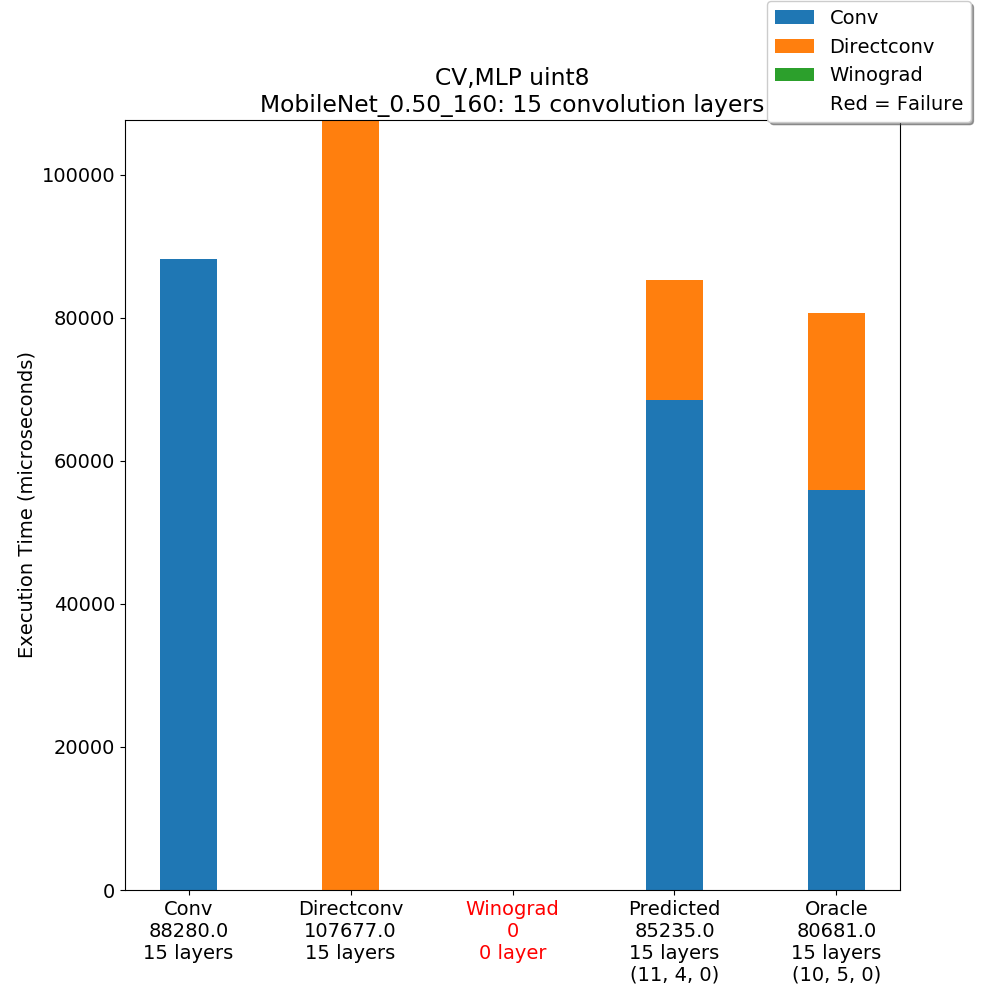 Conv
Directconv
Winograd
Red = Failure
CV,MLP uint8
MobileNet_0.50_160: 15 convolution layers
Execution Time (microseconds)
100000
80000
60000
40000
20000
0
Conv
88280.0
15 layers
Directconv
107677.0
15 layers
Winograd
0
0 layer
Predicted
85235.0
15 layers
(11, 4, 0)
Oracle
80681.0
15 layers
(10, 5, 0)